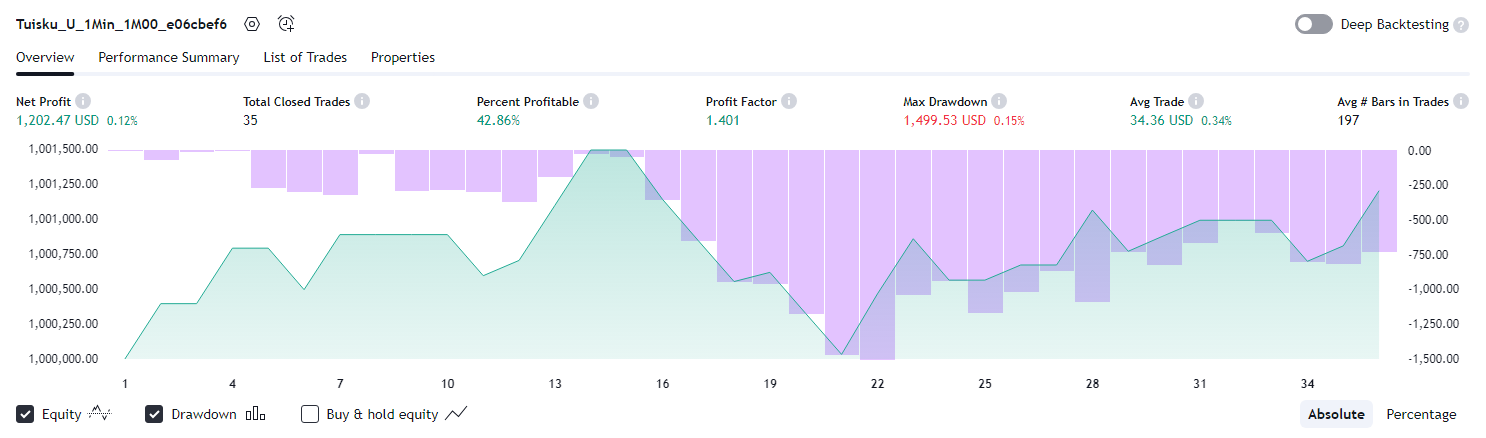 Tuisku_U_1Min_1M00_e06cbef6
Deep Backtesting ?
Overview Performance Summary List of Trades Properties
Net Profit Total Closed Trades Percent Profitable Profit Factor Max Drawdown Avg Trade Avg # Bars in Trades
1,202.47 USD 0.12% 35 42.86% 1.401 1,499.53 USD 0.15% 34.36 USD 0.34% 197
1,001,500.00 0.00
1,001,250.00 -250.00
1,001,000.00 -500.00
1,000,750.00 -750.00
1,000,500.00 -1,000.00
1,000,250.00 -1,250.00
1,000,000.00 -1,500.00
1 4 7 10 13 16 19 22 25 28 31 34
Equity Drawdown Buy & hold equity Absolute Percentage